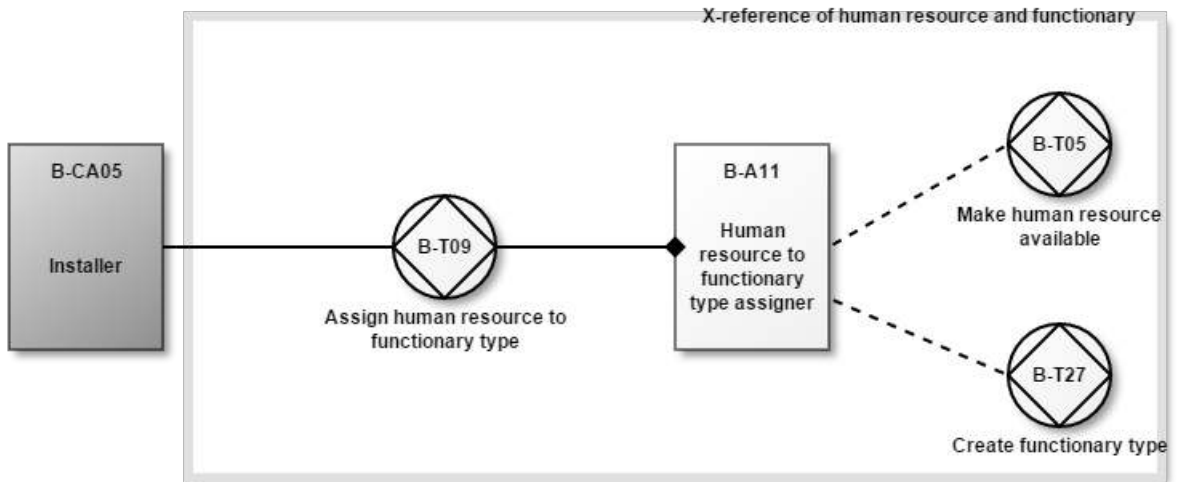 X-reference of human resource and functionary
B-CA05
Installer
B-T09
Assign human resource to
functionary type
B-A11
Human
resource to
functionary
type assigner
B-T05
Make human resource
available
B-T27
Create functionary type